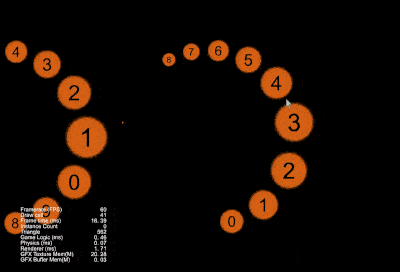 4
3
2
1
0
9
8
8
7
6
5
4
3
2
1
0
Framerate (FPS) 60
Draw call 41
Frame time (ms) 16.39
Instance Count 0
Triangle 552
Game Logic (ms) 0.46
Physics (ms) 0.07
Renderer (ms) 1.71
GFX Texture Mem(M) 20.28
GFX Buffer Mem(M) 0.03